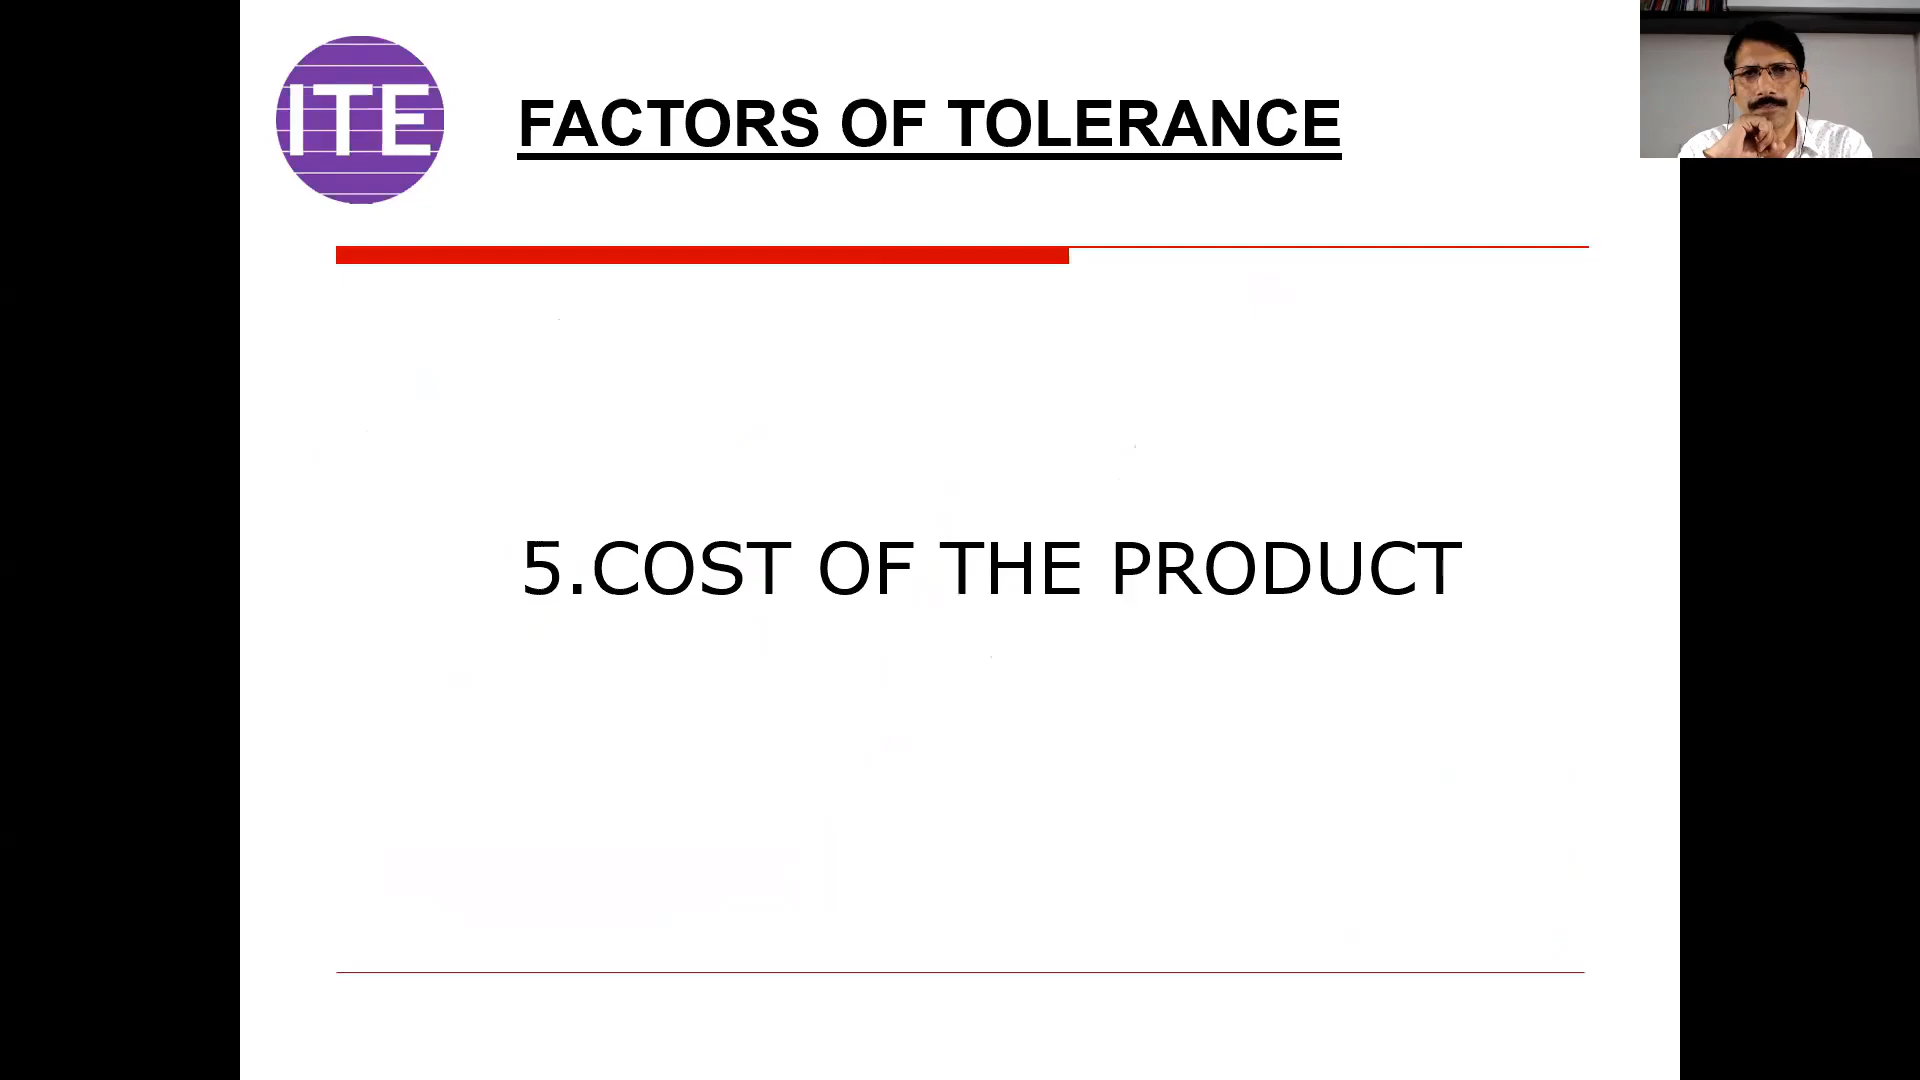 ITE
FACTORS OF TOLERANCE
5.COST OF THE PRODUCT